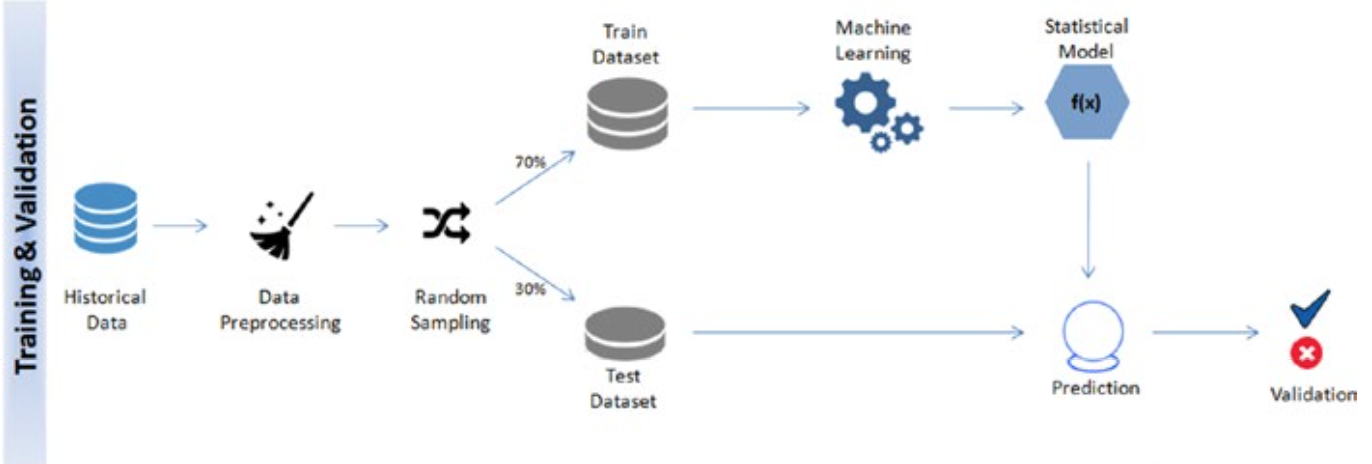 Training & Validation
Historical
Data
Data
Preprocessing
Random
Sampling
70%
30%
Train
Dataset
Test
Dataset
Machine
Learning
Statistical
Model
f(x)
Prediction
Validation